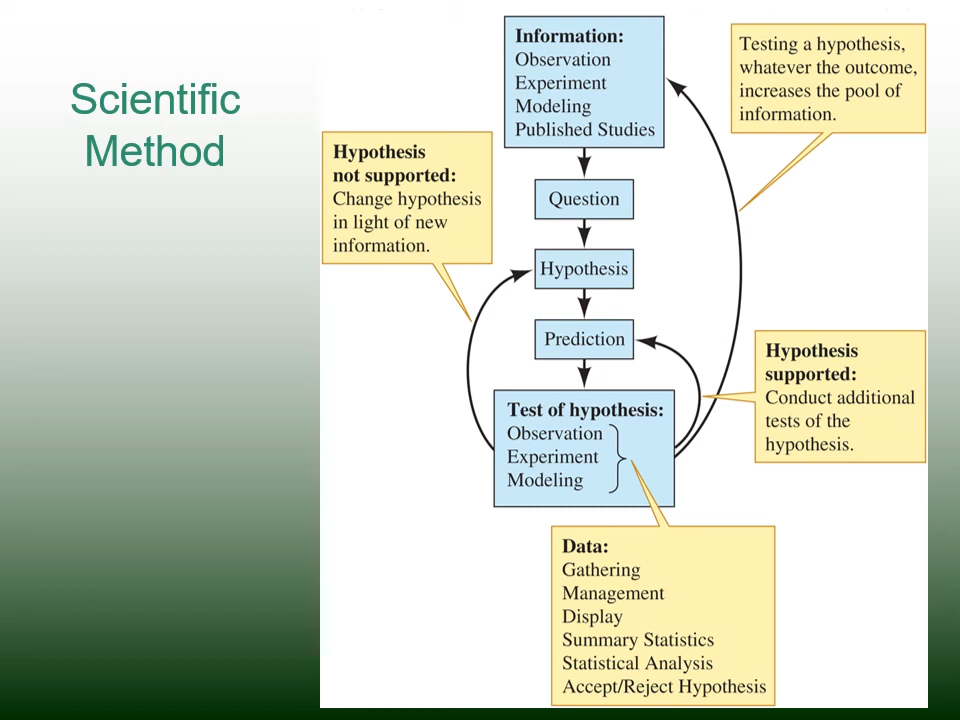 Scientific
Method
Information:
Observation
Experiment
Modeling
Published Studies
Testing a hypothesis,
whatever the outcome,
increases the pool of
information.
Hypothesis
not supported:
Change hypothesis
in light of new
information.
Question
Hypothesis
Prediction
Hypothesis
supported:
Conduct additional
tests of the
hypothesis.
Test of hypothesis:
Observation
Experiment
Modeling
Data:
Gathering
Management
Display
Summary Statistics
Statistical Analysis
Accept/Reject Hypothesis